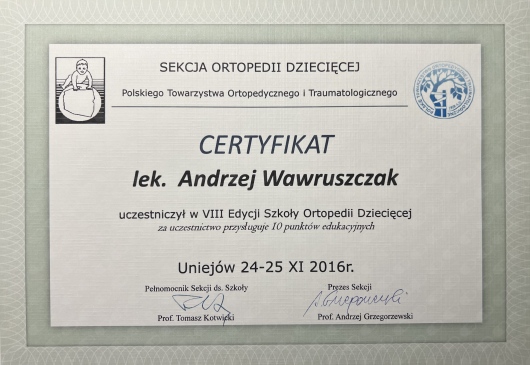 SEKCJA ORTOPEDII DZIECIĘCEJ
Polskiego Towarzystwa Ortopedycznego i Traumatologicznego
CERTYFIKAT
lek. Andrzej Wawruszczak
uczestniczył w VIII Edycji Szkoły Ortopedii Dziecięcej
za uczestnictwo przysługuje 10 punktów edukacyjnych
Uniejów 24-25 XI 2016r.
Pełnomocnik Sekcji ds. Szkoły
Prezes Sekcji
Prof. Tomasz Kotwicki
Prof. Andrzej Grzegorzewski